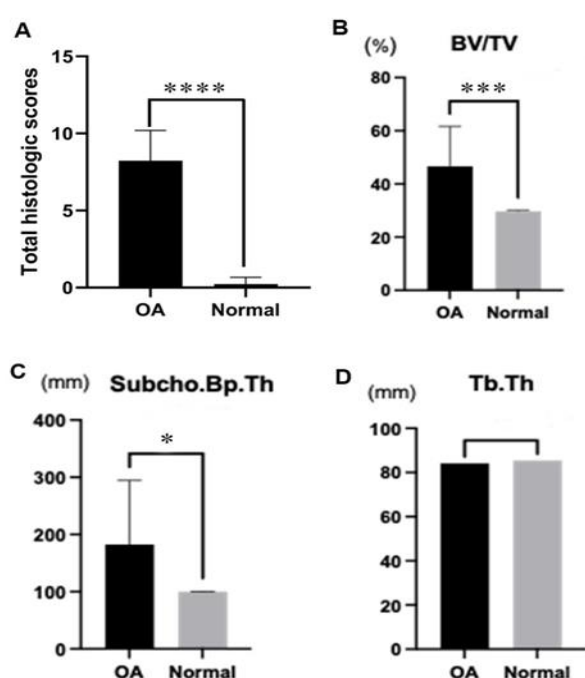 A
Total histologic scores
15
10
5
0
****
OA Normal
B
(%) BV/TV
80
60
40
20
0
***
OA Normal
C
(mm) Subcho.Bp.Th
400
300
200
100
0
*
OA Normal
D
(mm) Tb.Th
100
80
60
40
20
0
OA Normal